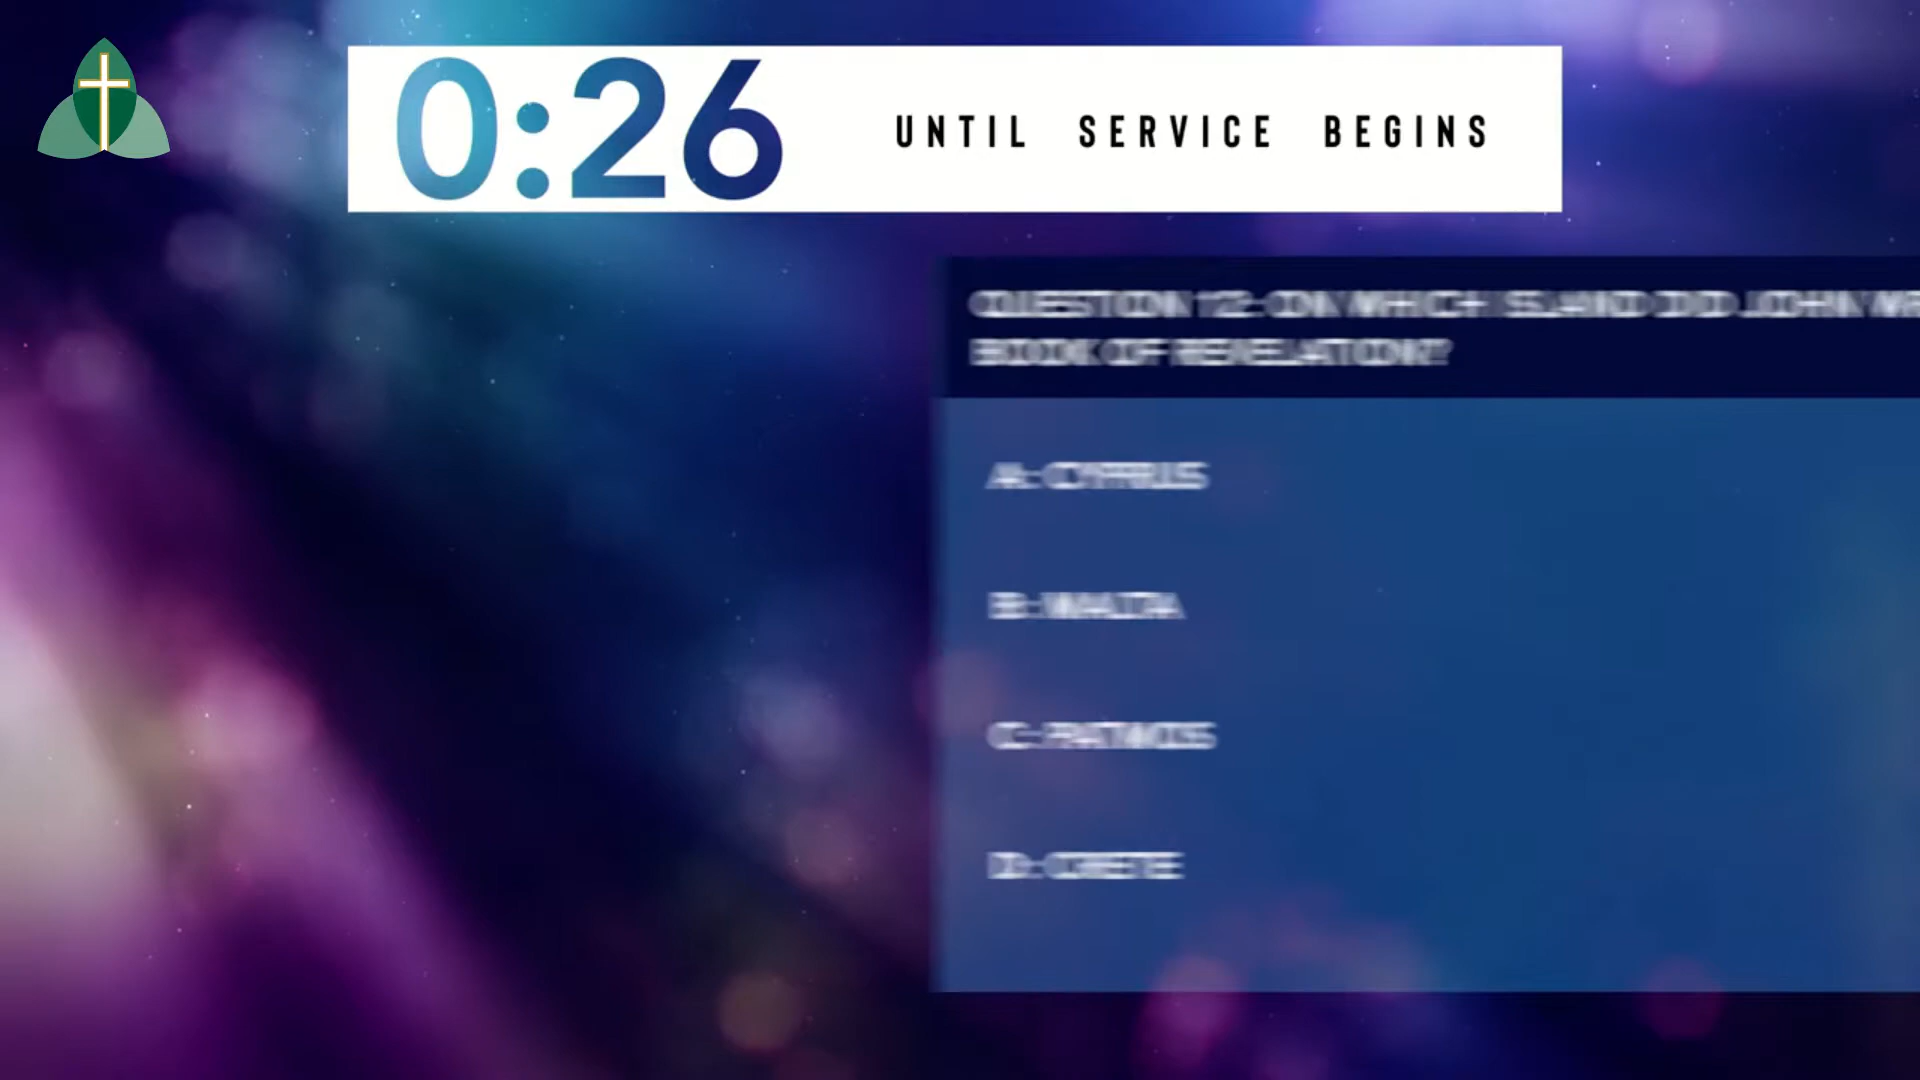 0:26 UNTIL SERVICE BEGINS
QUESTION 12: ON WHICH ISLAND DID JOHN WR
BOOK OF REVELATION?
A: CYPRUS
B: MALTA
C: PATMOS
D: CRETE